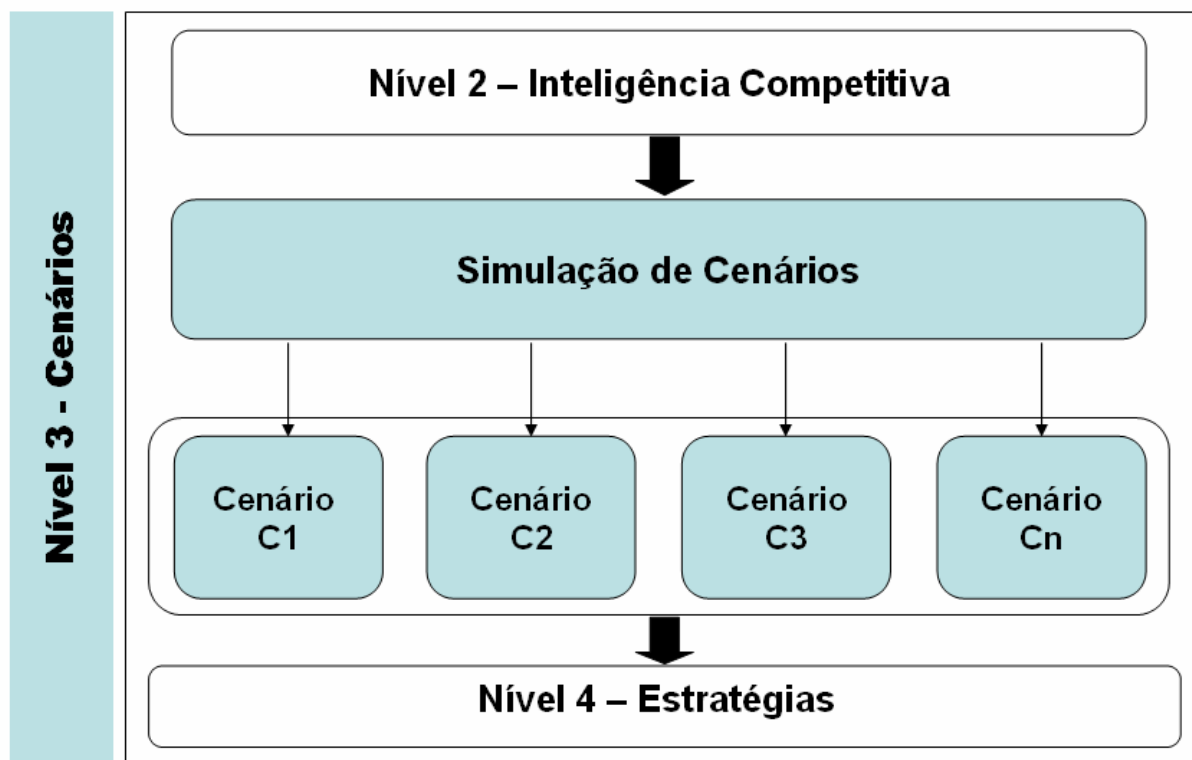 Nível 3 - Cenários
Nível 2 – Inteligência Competitiva
Simulação de Cenários
Cenário
C1
Cenário
C2
Cenário
C3
Cenário
Cn
Nível 4 – Estratégias